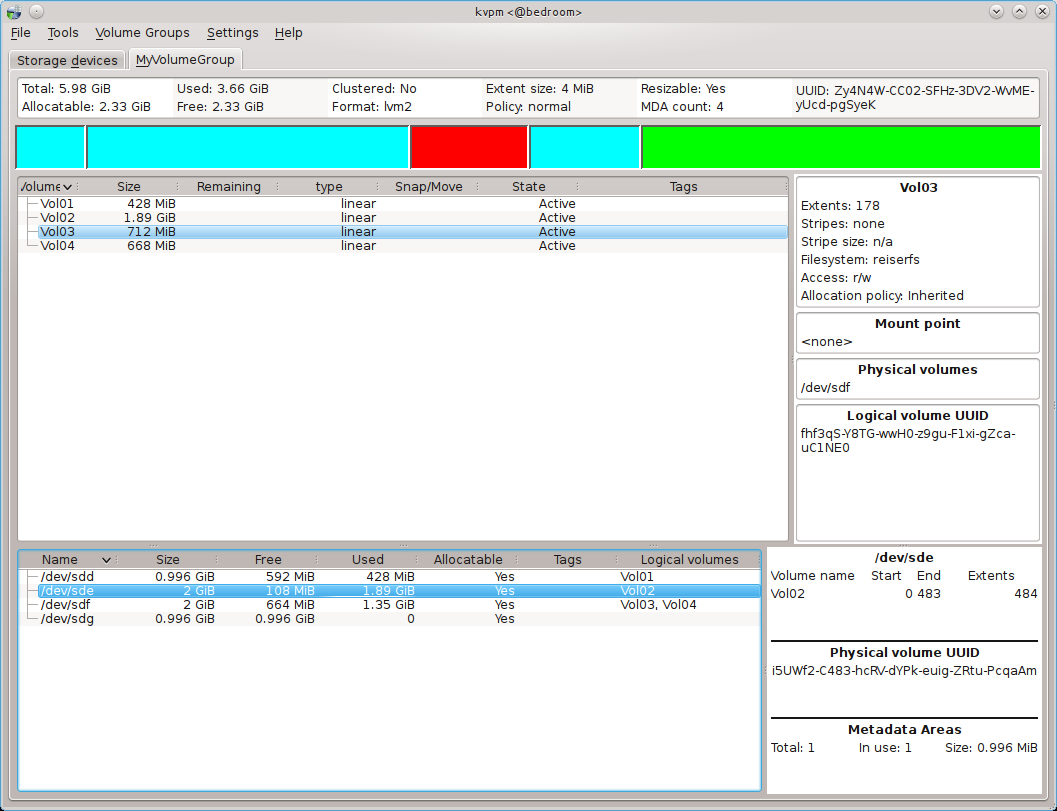 kvpm <@bedroom>
File Tools Volume Groups Settings Help
Storage devices MyVolumeGroup
Total: 5.98 GiB Used: 3.66 GiB Clustered: No Extent size: 4 MiB Resizable: Yes UUID: Zy4N4W-CC02-SFHz-3DV2-WvME-
Allocatable: 2.33 GiB Free: 2.33 GiB Format: lvm2 Policy: normal MDA count: 4 yUcd-pgSyeK
Volume Size Remaining type Snap/Move State Tags
Vol01 428 MiB linear Active
Vol02 1.89 GiB linear Active
Vol03 712 MiB linear Active
Vol04 668 MiB linear Active
Vol03
Extents: 178
Stripes: none
Stripe size: n/a
Filesystem: reiserfs
Access: r/w
Allocation policy: Inherited
Mount point
<none>
Physical volumes
/dev/sdf
Logical volume UUID
fhf3qS-Y8TG-wwH0-z9gu-F1xi-gZca-
uC1NE0
Name Size Free Used Allocatable Tags Logical volumes
/dev/sdd 0.996 GiB 592 MiB 428 MiB Yes Vol01
/dev/sde 2 GiB 108 MiB 1.89 GiB Yes Vol02
/dev/sdf 2 GiB 664 MiB 1.35 GiB Yes Vol03, Vol04
/dev/sdg 0.996 GiB 0.996 GiB 0 Yes
/dev/sde
Volume name Start End Extents
Vol02 0 483 484
Physical volume UUID
i5UWf2-C483-hcRV-dYPk-euig-ZRtu-PcqaAm
Metadata Areas
Total: 1 In use: 1 Size: 0.996 MiB